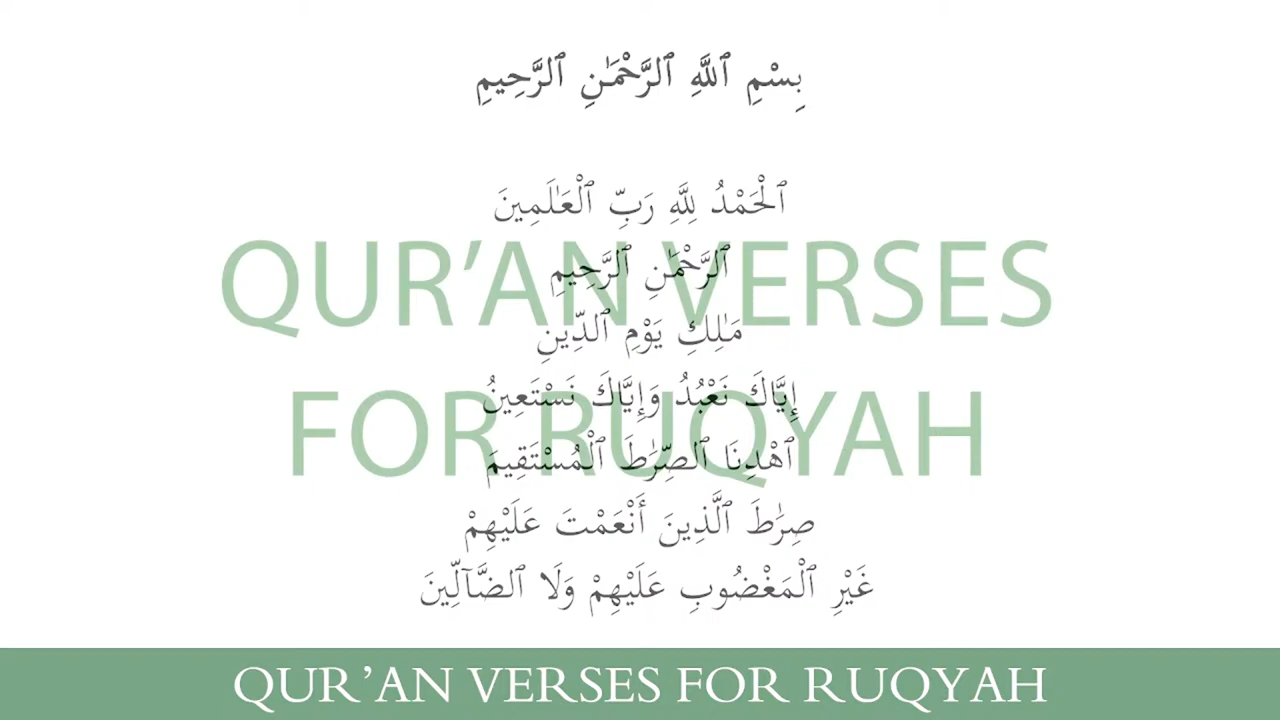 بِسْمِ ٱللَّهِ ٱلرَّحْمَـٰنِ ٱلرَّحِيمِ
ٱلْحَمْدُ لِلَّهِ رَبِّ ٱلْعَـٰلَمِينَ
ٱلرَّحْمَـٰنِ ٱلرَّحِيمِ
مَـٰلِكِ يَوْمِ ٱلدِّينِ
إِيَّاكَ نَعْبُدُ وَإِيَّاكَ نَسْتَعِينُ
ٱهْدِنَا ٱلصِّرَٰطَ ٱلْمُسْتَقِيمَ
صِرَٰطَ ٱلَّذِينَ أَنْعَمْتَ عَلَيْهِمْ
غَيْرِ ٱلْمَغْضُوبِ عَلَيْهِمْ وَلَا ٱلضَّآلِّينَ
QUR’AN VERSES
FOR RUQYAH
QUR’AN VERSES FOR RUQYAH